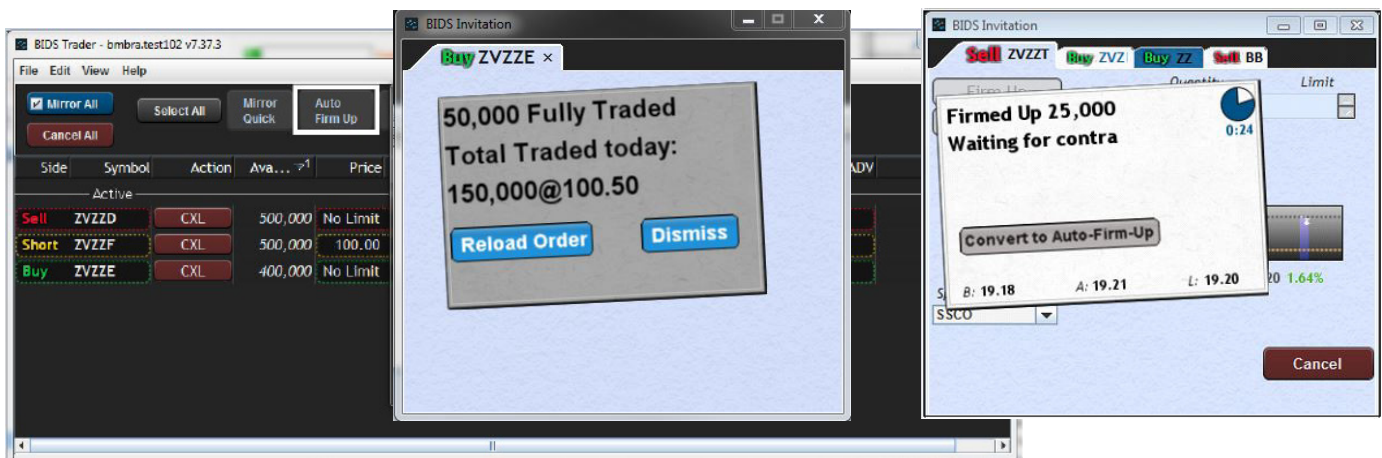 BIDS Trader - bmbra.test102 v7.37.3
File Edit View Help
Mirror All
Select All
Mirror Quick
Auto Firm Up
Cancel All
Side Symbol Action Ava... 1 Price
ADV
Active
Sell ZVZZD CXL 500,000 No Limit
Short ZVZZF CXL 500,000 100.00
Buy ZVZZE CXL 400,000 No Limit
BIDS Invitation
Buy ZVZZE ×
50,000 Fully Traded
Total Traded today:
150,000@100.50
Reload Order Dismiss
BIDS Invitation
Sell ZVZZT Buy ZVZ Buy ZZ Sell BB
Firm Up Quantity Limit
Firmed Up 25,000
0:24
Waiting for contra
Convert to Auto-Firm-Up
B: 19.18 A: 19.21 L: 19.20
20 1.64%
SSCO
Cancel